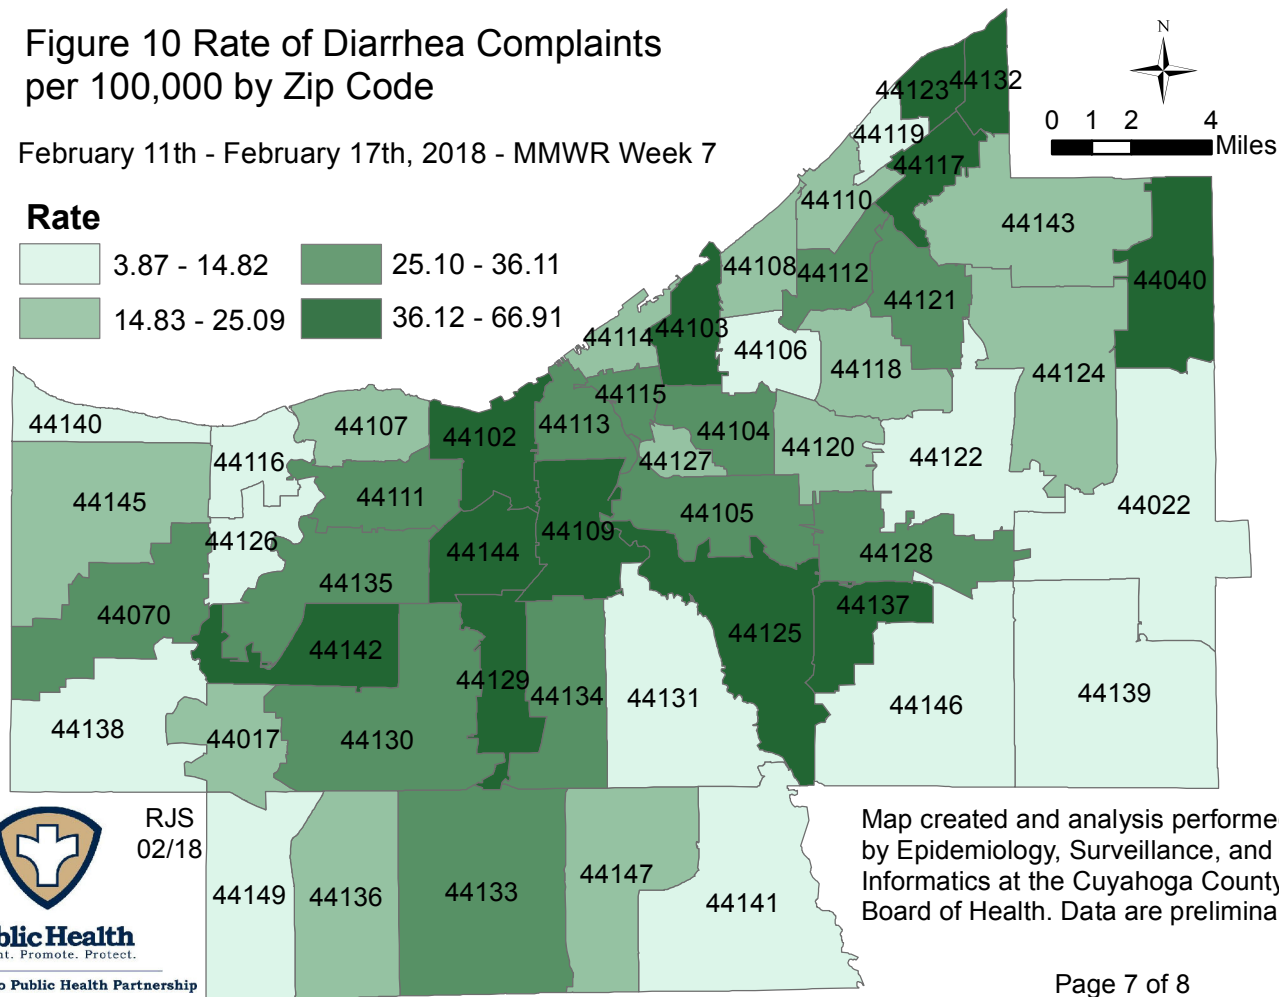 Figure 10 Rate of Diarrhea Complaints
per 100,000 by Zip Code
February 11th - February 17th, 2018 - MMWR Week 7
Rate
3.87 - 14.82
25.10 - 36.11
14.83 - 25.09
36.12 - 66.91
N
0 1 2 4
Miles
44132
44123
44119
44117
44110
44143
44108
44112
44040
44121
44114
44103
44106
44118
44124
44115
44140
44107
44102
44113
44104
44120
44116
44127
44122
44145
44111
44022
44105
44126
44109
44144
44128
44135
44070
44137
44125
44142
44129
44134
44131
44139
44146
44138
44017
44130
44147
44149
44136
44133
44141
RJS
02/18
blic Health
nt. Promote. Protect.
o Public Health Partnership
Map created and analysis performe
by Epidemiology, Surveillance, and
Informatics at the Cuyahoga County
Board of Health. Data are prelimina
Page 7 of 8